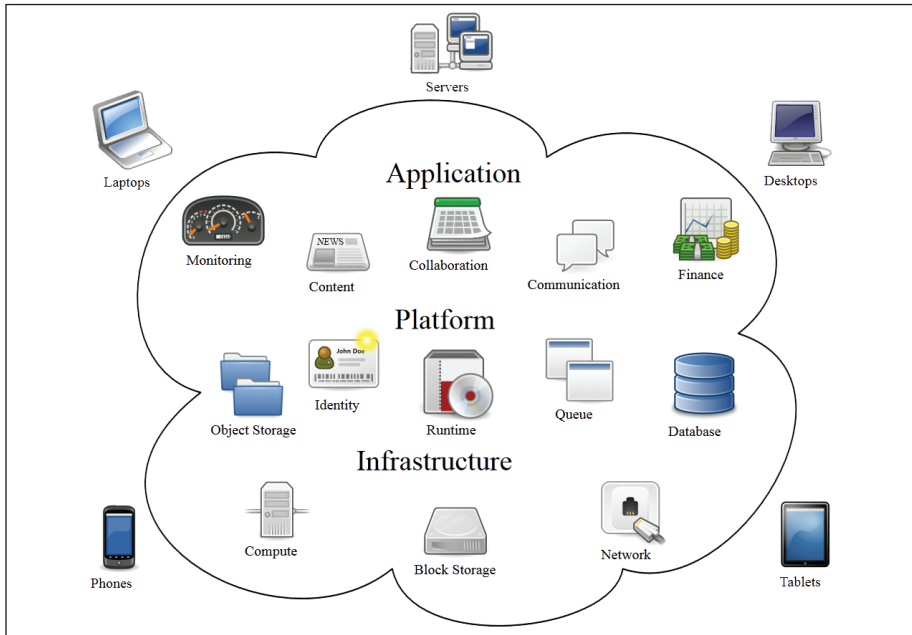 Servers
Laptops
Desktops
Application
Monitoring
NEWS
Content
Collaboration
Communication
Finance
Platform
John Doe
Object Storage
Identity
Runtime
Queue
Database
Infrastructure
Phones
Compute
Block Storage
Network
Tablets